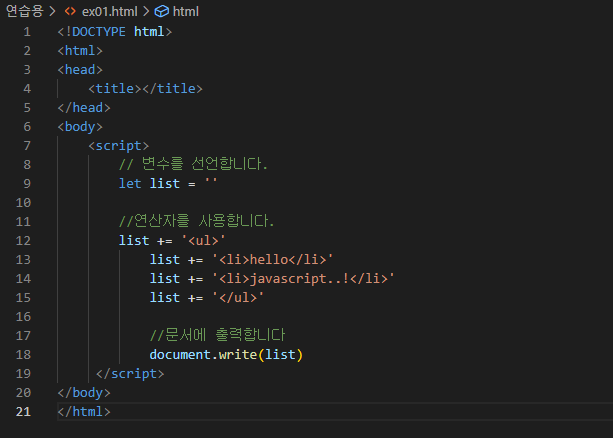 연습용 > ex01.html > html
1 <!DOCTYPE html>
2 <html>
3 <head>
4     <title></title>
5 </head>
6 <body>
7     <script>
8         // 변수를 선언합니다.
9         let list = ''
10
11         //연산자를 사용합니다.
12         list += '<ul>'
13             list += '<li>hello</li>'
14             list += '<li>javascript..!</li>'
15             list += '</ul>'
16
17             //문서에 출력합니다
18             document.write(list)
19      </script>
20 </body>
21 </html>